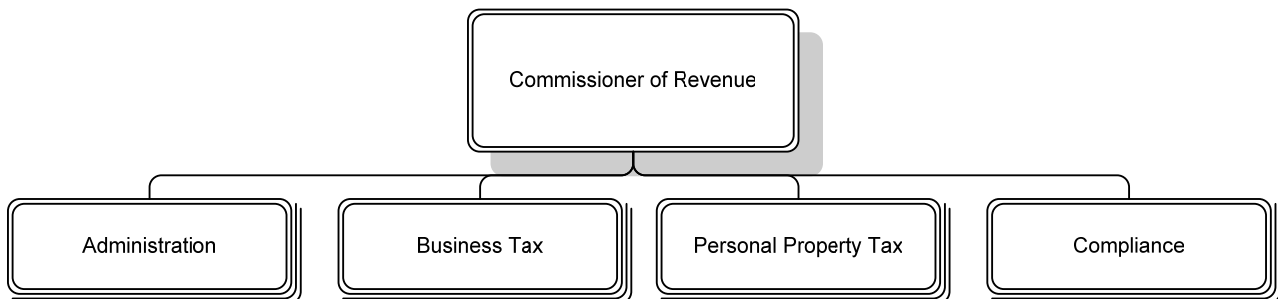 Commissioner of Revenue
Administration
Business Tax
Personal Property Tax
Compliance